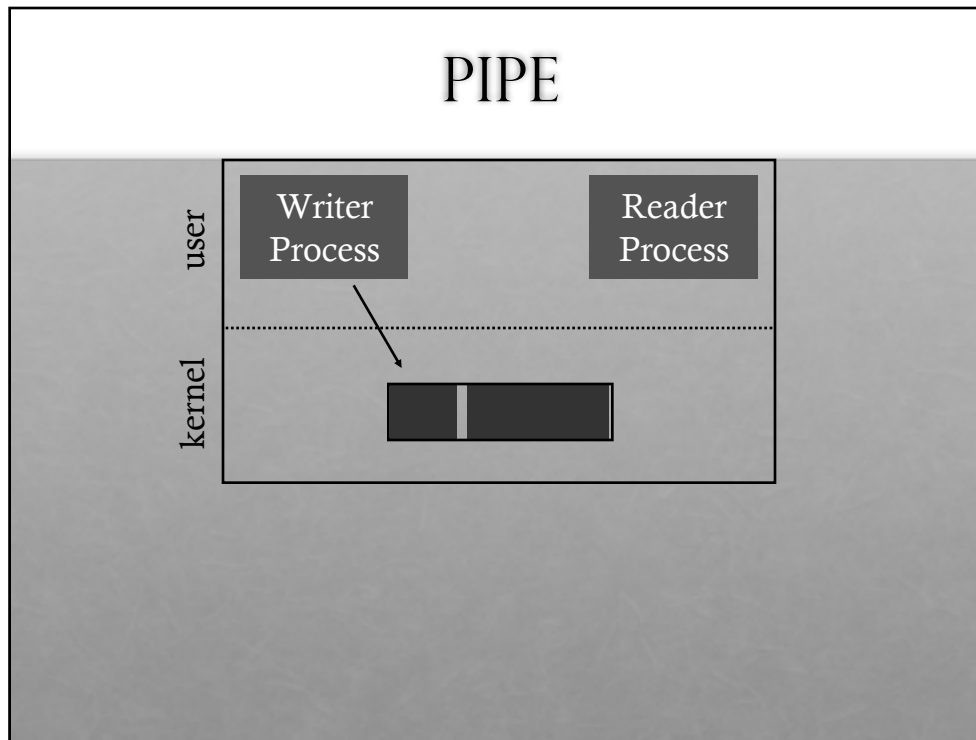 PIPE
Writer
Process
Reader
Process
user
kernel